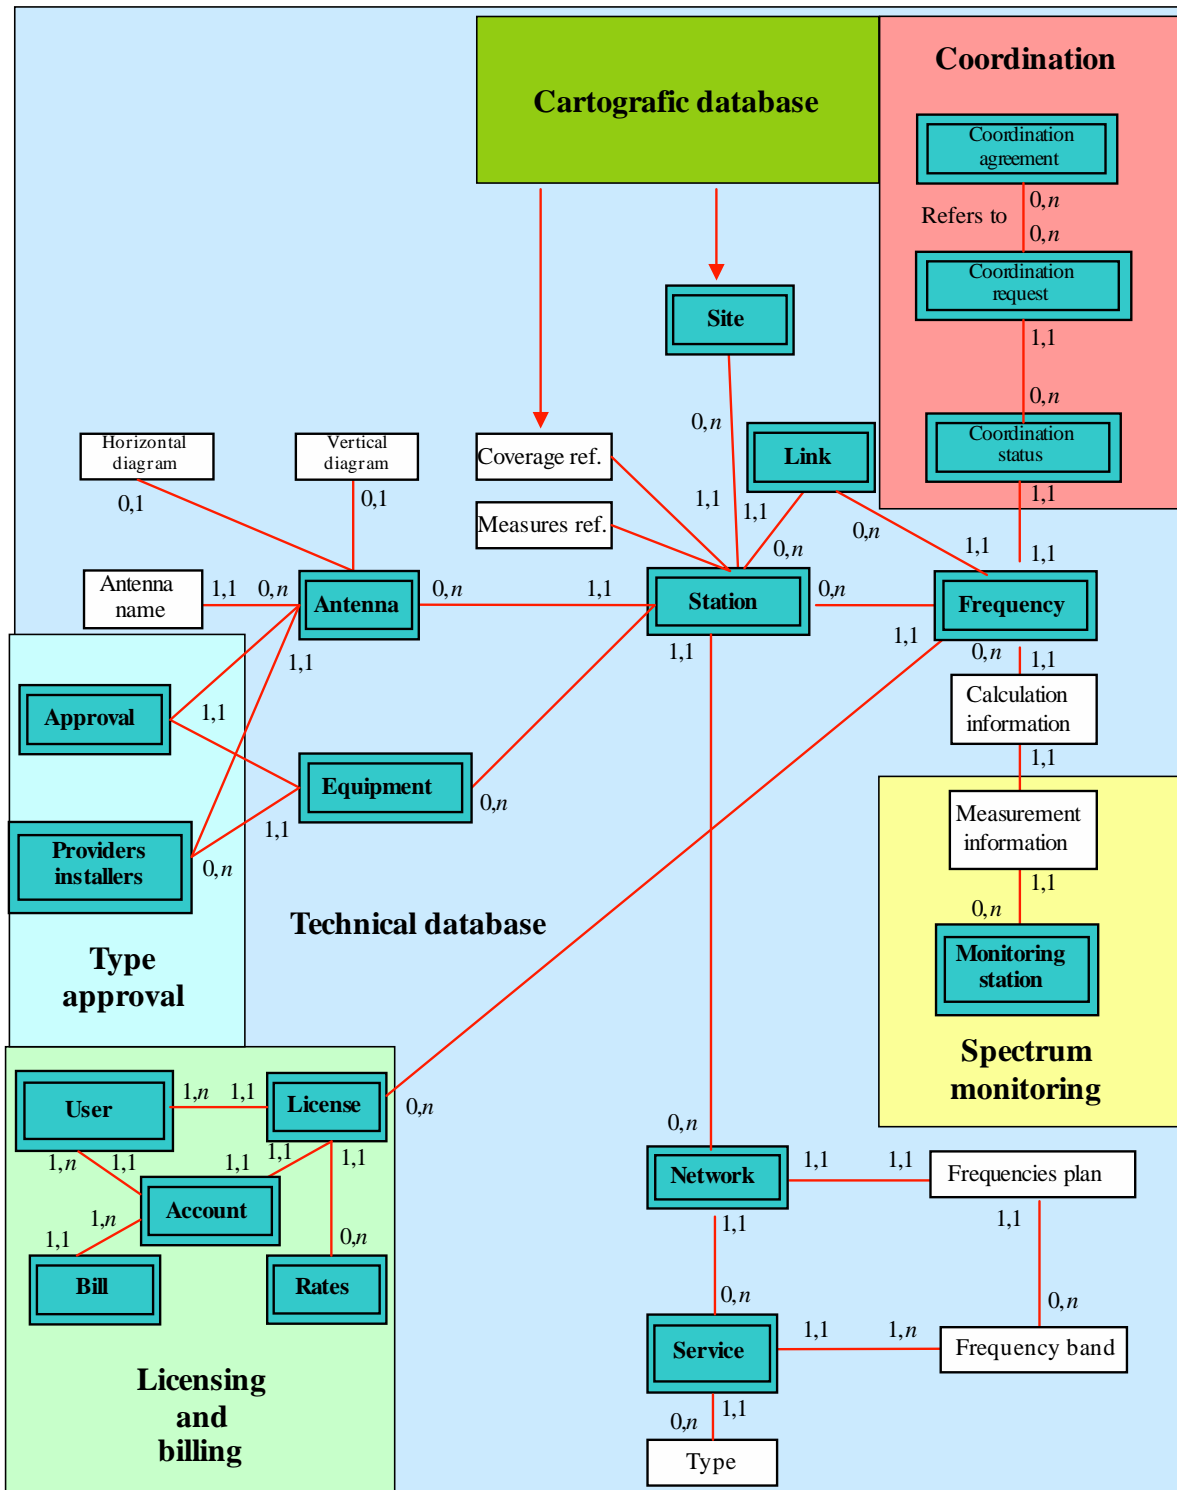 Cartografic database
Coordination
Coordination
agreement
0,n
Refers to
0,n
Coordination
request
1,1
0,n
Coordination
status
1,1
Site
0,n
1,1
Link
1,1
0,n
0,n
1,1
1,1
Horizontal
diagram
0,1
Vertical
diagram
0,1
Coverage ref.
Measures ref.
Antenna
name
1,1
0,n
Antenna
0,n
1,1
Station
0,n
Frequency
1,1
1,1
1,1
0,n
1,1
Approval
1,1
Calculation
information
1,1
Equipment
0,n
1,1
Providers
installers
0,n
Measurement
information
1,1
0,n
Monitoring
station
Technical database
Type
approval
Spectrum
monitoring
User
1,n
1,1
License
0,n
1,n
1,1
1,1
1,1
1,1
Account
1,n
1,1
0,n
Bill
Rates
Licensing
and
billing
0,n
Network
1,1
1,1
Frequencies plan
1,1
1,1
0,n
0,n
Service
1,1
1,n
Frequency band
1,1
0,n
Type